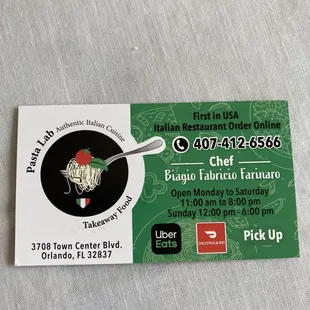 Pasta Lab Authentic Italian Cuisine
Takeaway Food
3708 Town Center Blvd.
Orlando, FL 32837
First in USA
Italian Restaurant Order Online
407-412-6566
Chef
Biagio Fabricio Farinaro
Open Monday to Saturday
11:00 am to 8:00 pm
Sunday 12:00 pm - 6:00 pm
Uber
Eats
DOORDASH
Pick Up